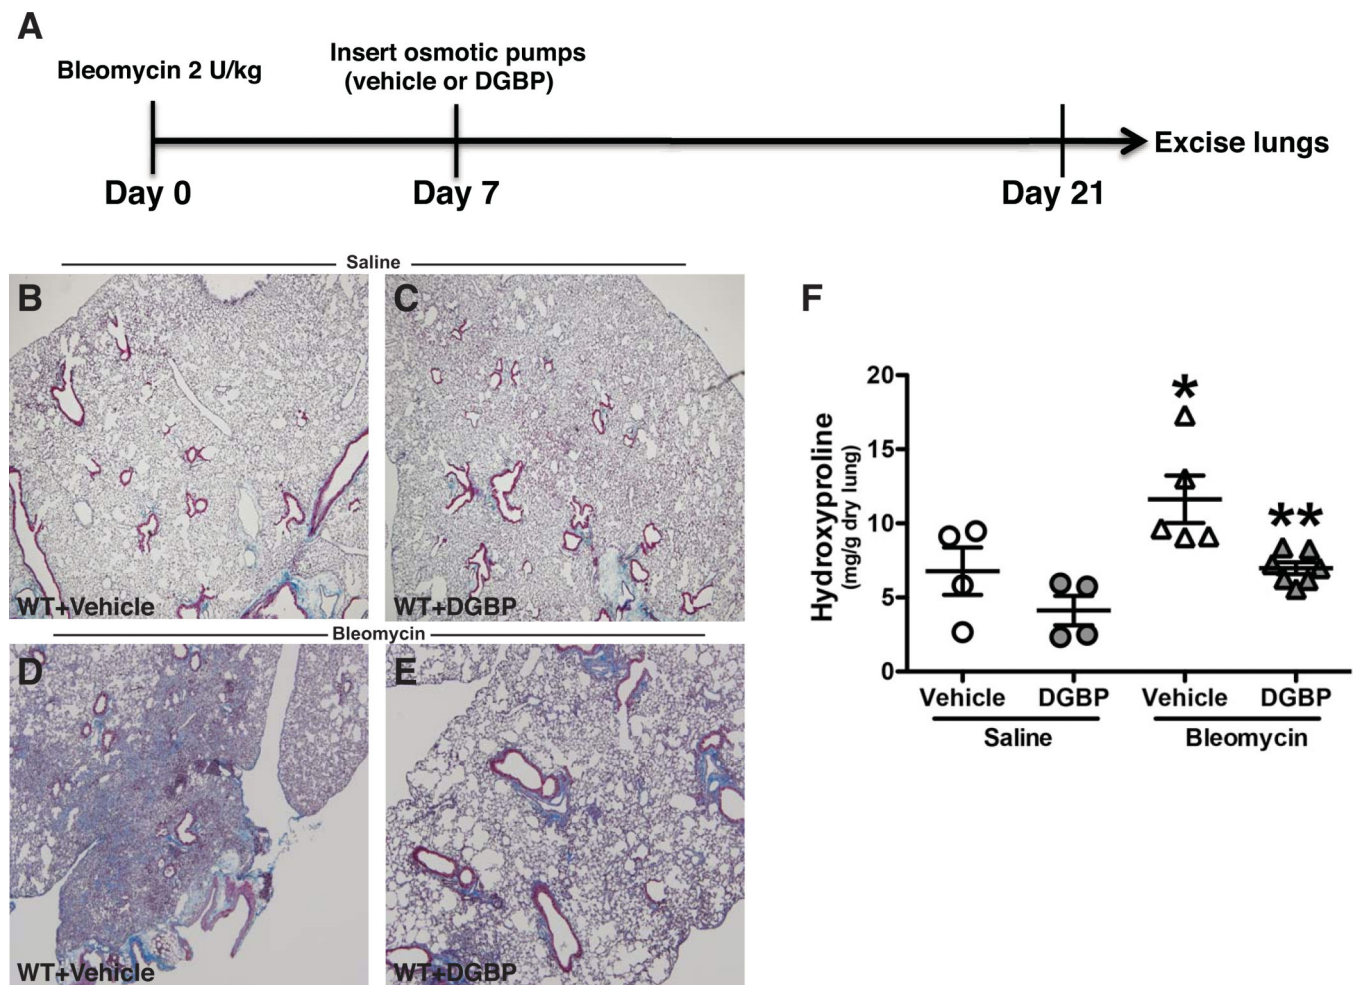 A
Bleomycin 2 U/kg
Insert osmotic pumps
(vehicle or DGBP)
Excise lungs
Day 0
Day 7
Day 21
Saline
B
C
WT+Vehicle
WT+DGBP
Bleomycin
D
E
WT+Vehicle
WT+DGBP
F
Hydroxyproline
(mg/g dry lung)
20
15
10
5
0
*
**
Vehicle
DGBP
Vehicle
DGBP
Saline
Bleomycin